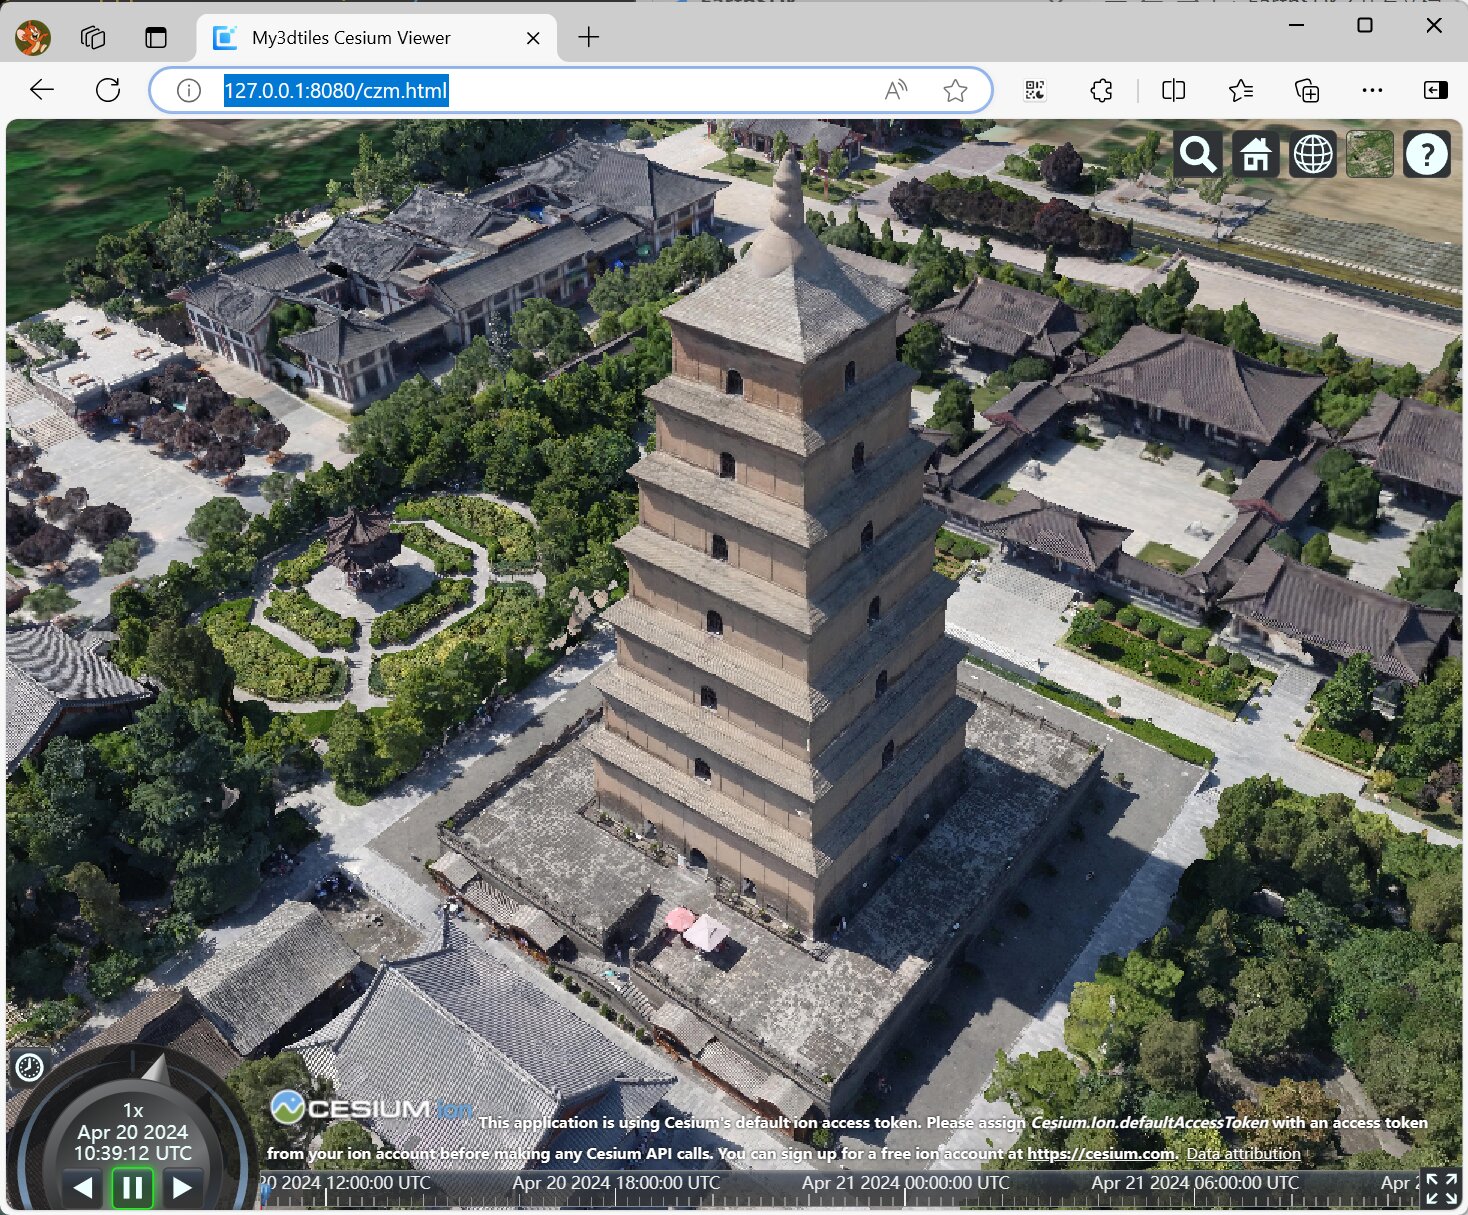 My3dtiles Cesium Viewer
127.0.0.1:8080/czm.html
?
CESIUM ion
This application is using Cesium's default ion access token. Please assign Cesium.Ion.defaultAccessToken with an access token
from your ion account before making any Cesium API calls. You can sign up for a free ion account at https://cesium.com. Data attribution
1x
Apr 20 2024
10:39:12 UTC
20 2024 12:00:00 UTC
Apr 20 2024 18:00:00 UTC
Apr 21 2024 00:00:00 UTC
Apr 21 2024 06:00:00 UTC
Apr 2